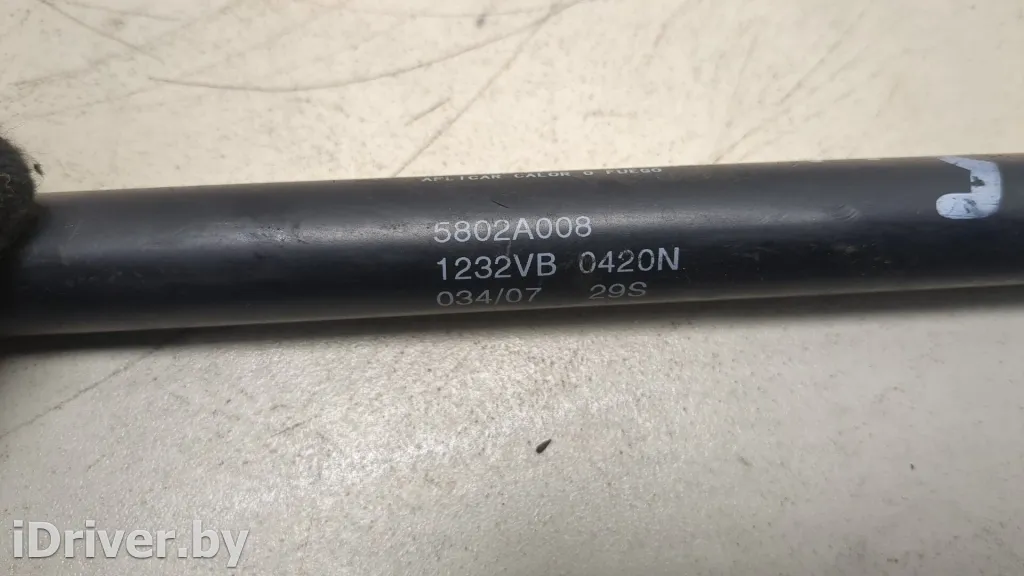 APLICAR CALOR O FUEGO
5802A008
1232VB 0420N
034/07 29S
iDriver.by